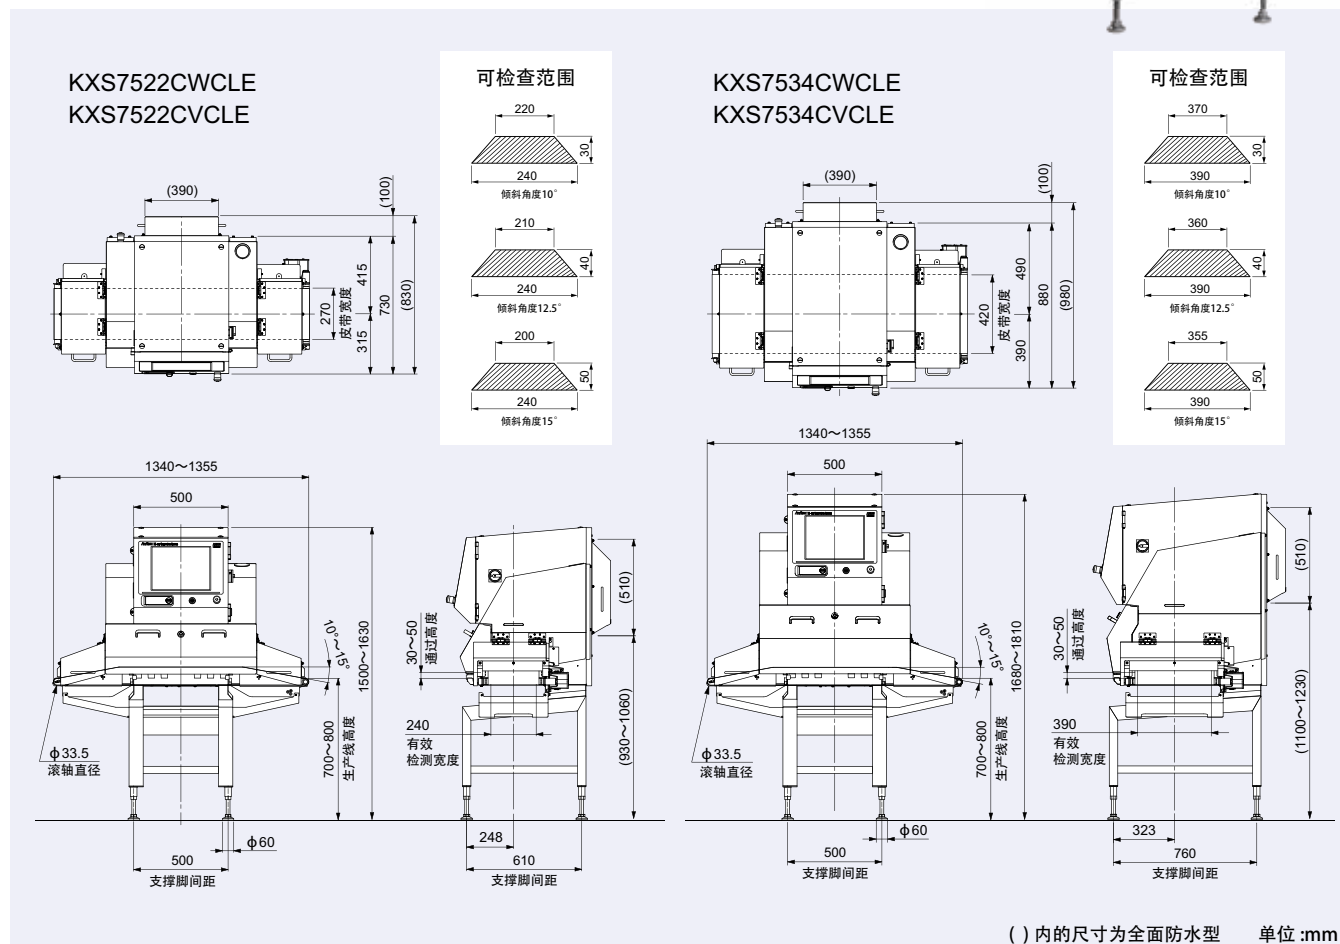 KXS7522CWCLE
KXS7522CVCLE
可检查范围
220
30
240
倾斜角度10°
210
40
240
倾斜角度12.5°
200
50
240
倾斜角度15°
(390)
(100)
415
315
270
皮带宽度
730
(830)
1340～1355
500
10°～15°
1500～1630
700～800
生产线高度
ϕ33.5
滚轴直径
ϕ60
500
支撑脚间距
30～50
通过高度
(510)
(930～1060)
240
有效
检测宽度
248
610
支撑脚间距
KXS7534CWCLE
KXS7534CVCLE
可检查范围
370
30
390
倾斜角度10°
360
40
390
倾斜角度12.5°
355
50
390
倾斜角度15°
(390)
(100)
490
390
420
皮带宽度
880
(980)
1340～1355
500
10°～15°
1680～1810
700～800
生产线高度
ϕ33.5
滚轴直径
ϕ60
500
支撑脚间距
30～50
通过高度
(510)
(1100～1230)
390
有效
检测宽度
323
760
支撑脚间距
( ) 内的尺寸为全面防水型 单位 :mm